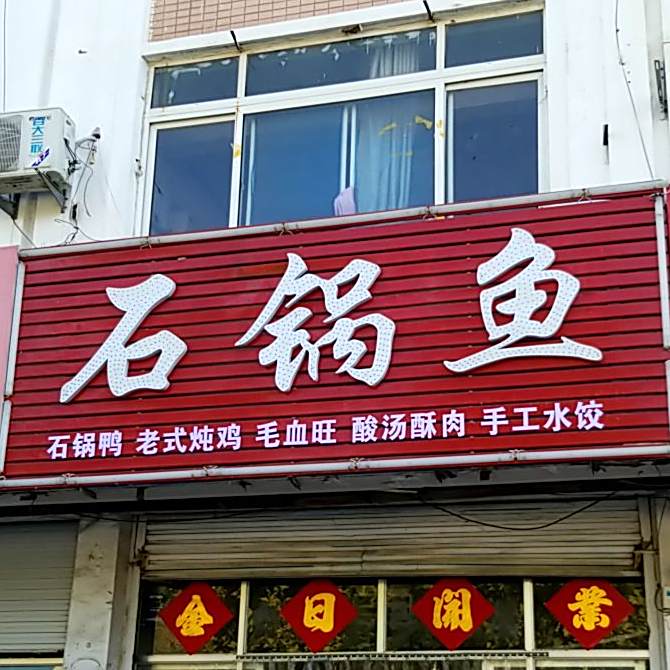 石锅鱼
石锅鸭 老式炖鸡 毛血旺 酸汤酥肉 手工水饺
今日開業